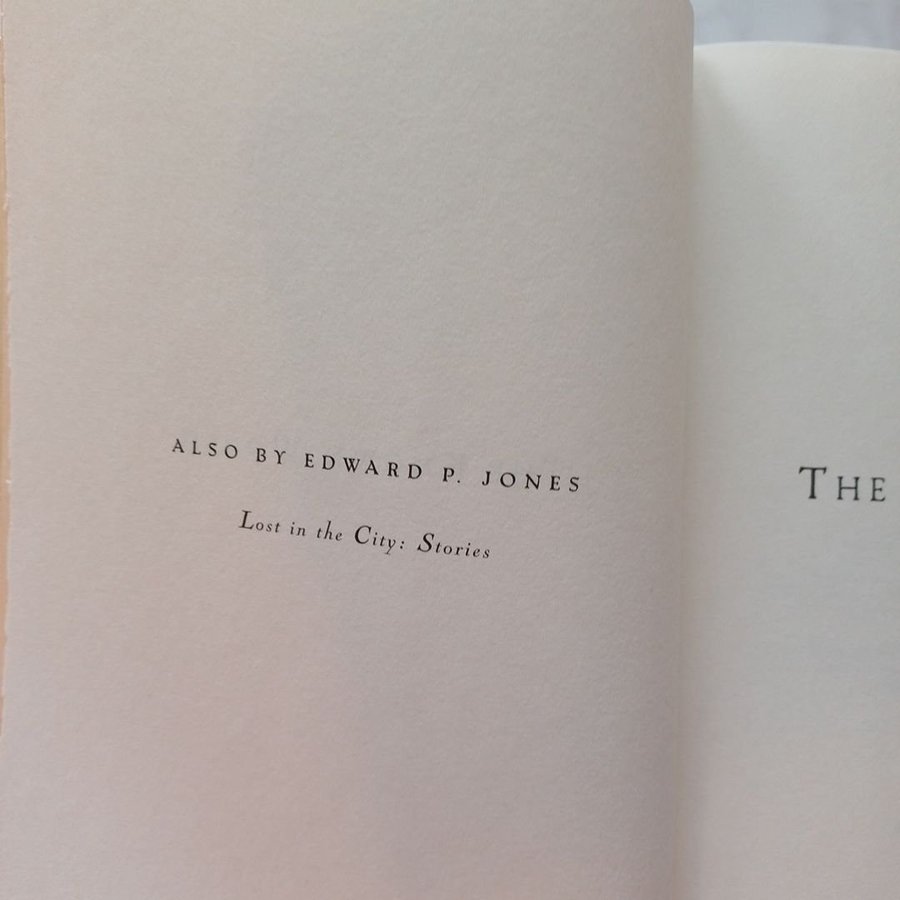 ALSO BY EDWARD P. JONES
Lost in the City: Stories
THE